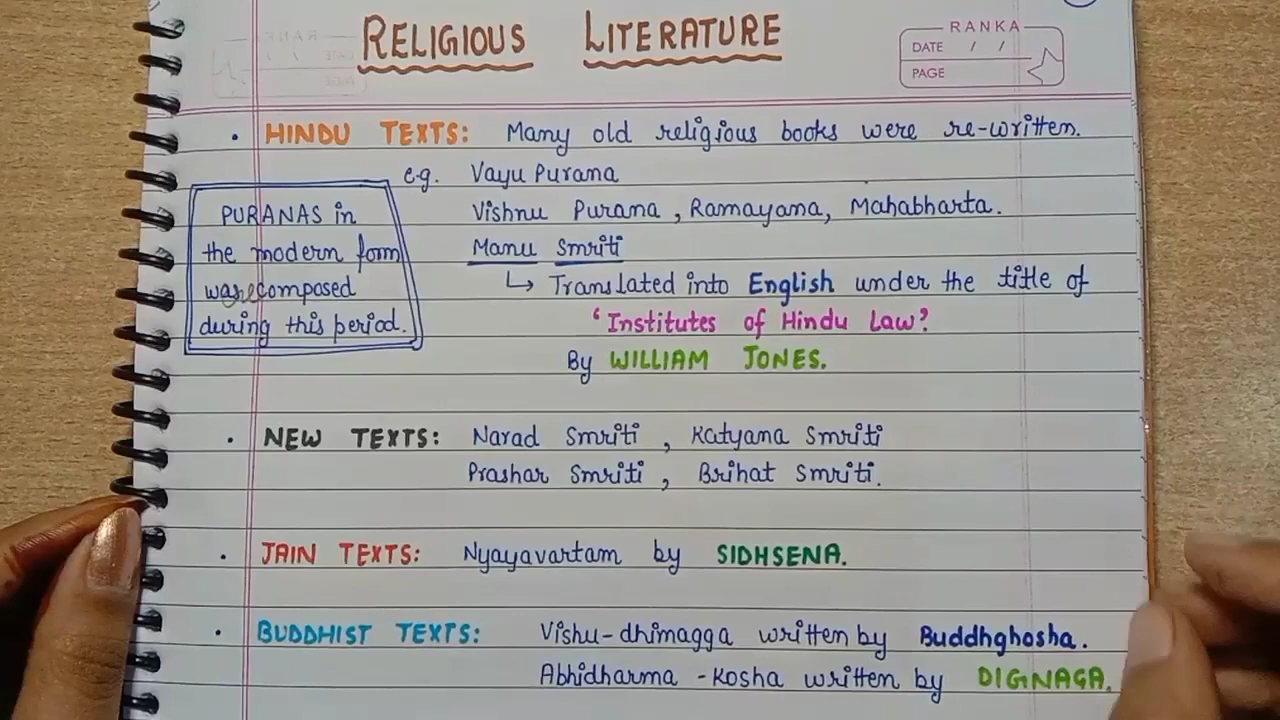 RELIGIOUS LITERATURE
RANKA
DATE / /
PAGE
• HINDU TEXTS: Many old religious books were re-written.
e.g. Vayu Purana
Vishnu Purana, Ramayana, Mahabharta.
Manu Smriti
↳ Translated into English under the title of
'Institutes of Hindu Law'.
By WILLIAM JONES.
PURANAS in
the modern form
were composed
during this period.
• NEW TEXTS: Narad Smriti, Katyana Smriti
Prashar Smriti, Brihat Smriti.
• JAIN TEXTS: Nyayavartam by SIDHSENA.
• BUDDHIST TEXTS: Vishu-dhimagga written by Buddhghosha.
Abhidharma-Kosha written by DIGNAGA.